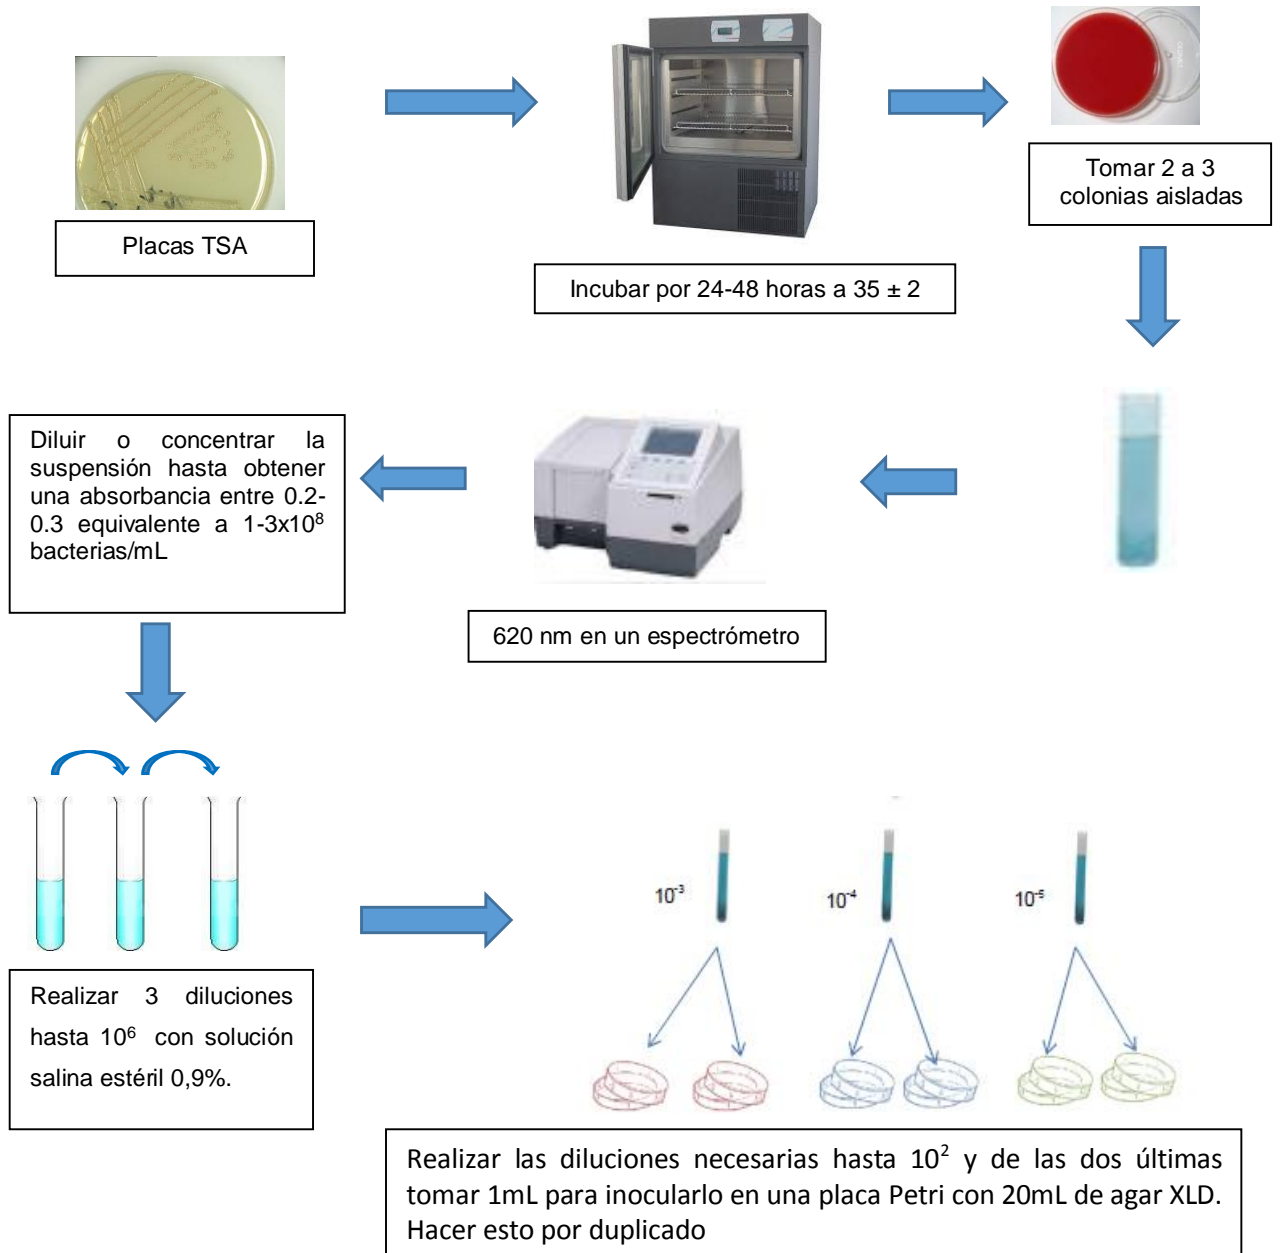 Placas TSA
Incubar por 24-48 horas a 35 ± 2
Tomar 2 a 3
colonias aisladas
Diluir o concentrar la
suspensión hasta obtener
una absorbancia entre 0.2-
0.3 equivalente a 1-3x10⁸
bacterias/mL
620 nm en un espectrómetro
Realizar 3 diluciones
hasta 10⁶ con solución
salina estéril 0,9%.
10⁻³
10⁻⁴
10⁻⁵
Realizar las diluciones necesarias hasta 10² y de las dos últimas
tomar 1mL para inocularlo en una placa Petri con 20mL de agar XLD.
Hacer esto por duplicado